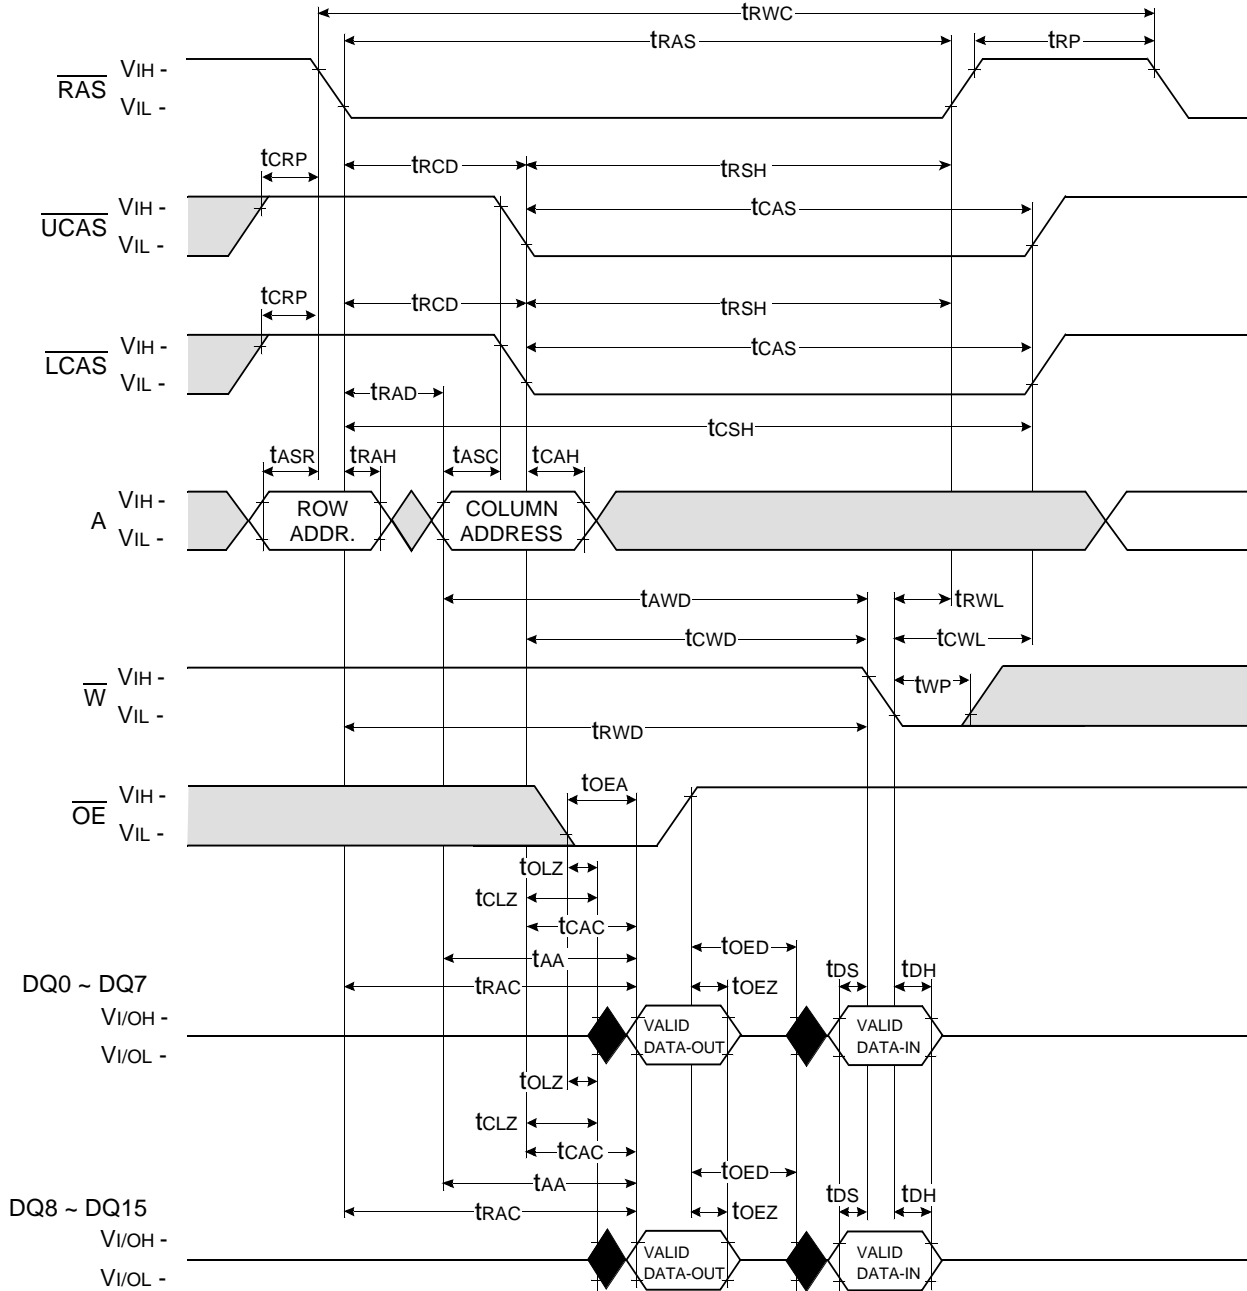 tRWC
tRAS
tRP
RAS
VIH -
VIL -
tCRP
tRCD
tRSH
UCAS
VIH -
VIL -
tCAS
tCRP
tRCD
tRSH
LCAS
VIH -
VIL -
tCAS
tRAD
tCSH
tASR
tRAH
tASC
tCAH
A
VIH -
VIL -
ROW
ADDR.
COLUMN
ADDRESS
tAWD
tRWL
tCWD
tCWL
W
VIH -
VIL -
tWP
tRWD
OE
VIH -
VIL -
tOEA
tOLZ
tCLZ
tCAC
tOED
tAA
tDS
tDH
DQ0 ~ DQ7
tRAC
tOEZ
VI/OH -
VI/OL -
VALID
DATA-OUT
VALID
DATA-IN
tOLZ
tCLZ
tCAC
tOED
tAA
tDS
tDH
DQ8 ~ DQ15
tRAC
tOEZ
VI/OH -
VI/OL -
VALID
DATA-OUT
VALID
DATA-IN